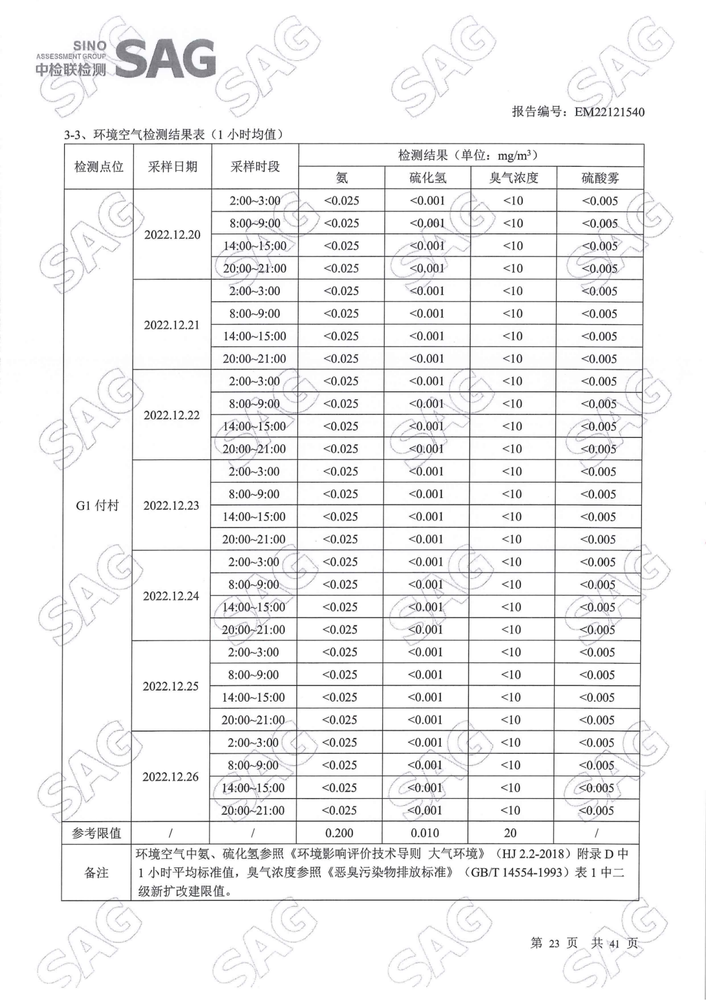 SINO
ASSESSMENT GROUP
中检联检测
SAG
报告编号：EM22121540
3-3、环境空气检测结果表（1 小时均值）
检测点位 采样日期 采样时段 检测结果（单位：mg/m³）
氨 硫化氢 臭气浓度 硫酸雾
G1 付村
2022.12.20
2:00~3:00 <0.025 <0.001 <10 <0.005
8:00~9:00 <0.025 <0.001 <10 <0.005
14:00~15:00 <0.025 <0.001 <10 <0.005
20:00~21:00 <0.025 <0.001 <10 <0.005
2022.12.21
2:00~3:00 <0.025 <0.001 <10 <0.005
8:00~9:00 <0.025 <0.001 <10 <0.005
14:00~15:00 <0.025 <0.001 <10 <0.005
20:00~21:00 <0.025 <0.001 <10 <0.005
2022.12.22
2:00~3:00 <0.025 <0.001 <10 <0.005
8:00~9:00 <0.025 <0.001 <10 <0.005
14:00~15:00 <0.025 <0.001 <10 <0.005
20:00~21:00 <0.025 <0.001 <10 <0.005
2022.12.23
2:00~3:00 <0.025 <0.001 <10 <0.005
8:00~9:00 <0.025 <0.001 <10 <0.005
14:00~15:00 <0.025 <0.001 <10 <0.005
20:00~21:00 <0.025 <0.001 <10 <0.005
2022.12.24
2:00~3:00 <0.025 <0.001 <10 <0.005
8:00~9:00 <0.025 <0.001 <10 <0.005
14:00~15:00 <0.025 <0.001 <10 <0.005
20:00~21:00 <0.025 <0.001 <10 <0.005
2022.12.25
2:00~3:00 <0.025 <0.001 <10 <0.005
8:00~9:00 <0.025 <0.001 <10 <0.005
14:00~15:00 <0.025 <0.001 <10 <0.005
20:00~21:00 <0.025 <0.001 <10 <0.005
2022.12.26
2:00~3:00 <0.025 <0.001 <10 <0.005
8:00~9:00 <0.025 <0.001 <10 <0.005
14:00~15:00 <0.025 <0.001 <10 <0.005
20:00~21:00 <0.025 <0.001 <10 <0.005
参考限值 / / 0.200 0.010 20 /
备注
环境空气中氨、硫化氢参照《环境影响评价技术导则 大气环境》（HJ 2.2-2018）附录 D 中
1 小时平均标准值，臭气浓度参照《恶臭污染物排放标准》（GB/T 14554-1993）表 1 中二
级新扩改建限值。
第 23 页 共 41 页